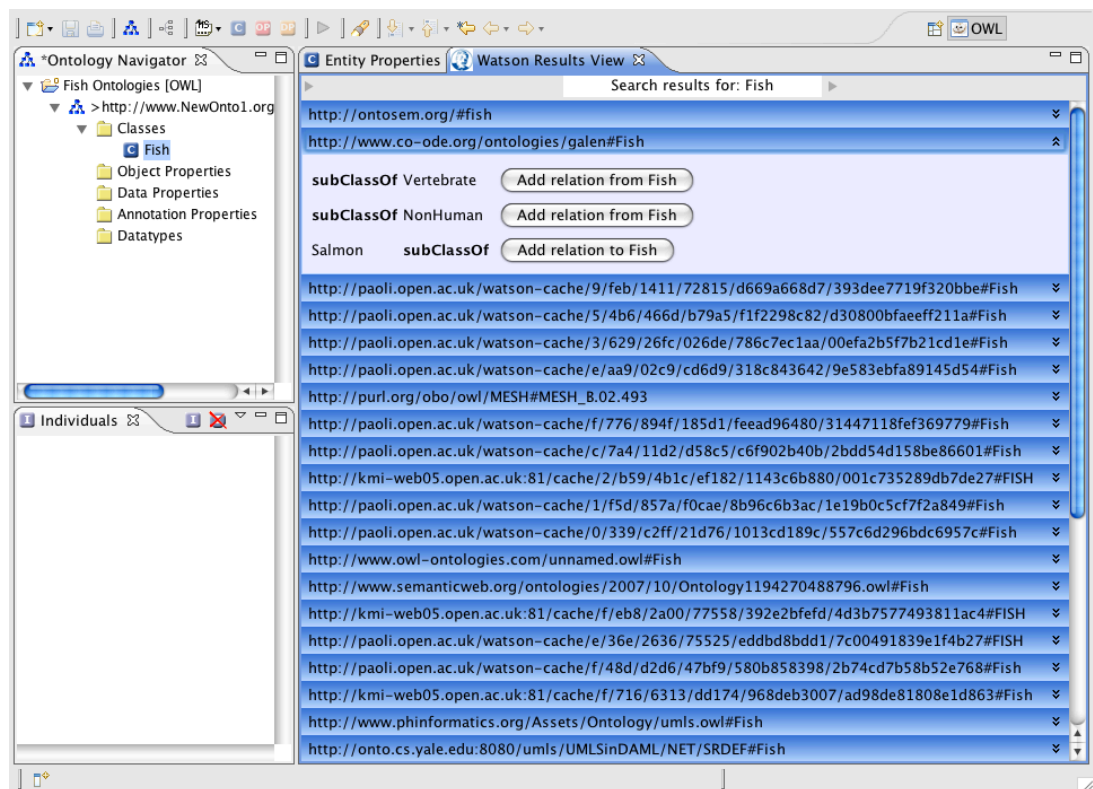 OWL
*Ontology Navigator
Fish Ontologies [OWL]
>http://www.NewOnto1.org
Classes
Fish
Object Properties
Data Properties
Annotation Properties
Datatypes
Individuals
Entity Properties
Watson Results View
Search results for: Fish
http://ontosem.org/#fish
http://www.co-ode.org/ontologies/galen#Fish
subClassOf Vertebrate Add relation from Fish
subClassOf NonHuman Add relation from Fish
Salmon subClassOf Add relation to Fish
http://paoli.open.ac.uk/watson-cache/9/feb/1411/72815/d669a668d7/393dee7719f320bbe#Fish
http://paoli.open.ac.uk/watson-cache/5/4b6/466d/b79a5/f1f2298c82/d30800bfaeeff211a#Fish
http://paoli.open.ac.uk/watson-cache/3/629/26fc/026de/786c7ec1aa/00efa2b5f7b21cd1e#Fish
http://paoli.open.ac.uk/watson-cache/e/aa9/02c9/cd6d9/318c843642/9e583ebfa89145d54#Fish
http://purl.org/obo/owl/MESH#MESH_B.02.493
http://paoli.open.ac.uk/watson-cache/f/776/894f/185d1/feead96480/31447118fef369779#Fish
http://paoli.open.ac.uk/watson-cache/c/7a4/11d2/d58c5/c6f902b40b/2bdd54d158be86601#Fish
http://kmi-web05.open.ac.uk:81/cache/2/b59/4b1c/ef182/1143c6b880/001c735289db7de27#FISH
http://paoli.open.ac.uk/watson-cache/1/f5d/857a/f0cae/8b96c6b3ac/1e19b0c5cf7f2a849#Fish
http://paoli.open.ac.uk/watson-cache/0/339/c2ff/21d76/1013cd189c/557c6d296bdc6957c#Fish
http://www.owl-ontologies.com/unnamed.owl#Fish
http://www.semanticweb.org/ontologies/2007/10/Ontology1194270488796.owl#Fish
http://kmi-web05.open.ac.uk:81/cache/f/eb8/2a00/77558/392e2bfefd/4d3b7577493811ac4#FISH
http://paoli.open.ac.uk/watson-cache/e/36e/2636/75525/eddbd8bdd1/7c00491839e1f4b27#FISH
http://paoli.open.ac.uk/watson-cache/f/48d/d2d6/47bf9/580b858398/2b74cd7b58b52e768#Fish
http://kmi-web05.open.ac.uk:81/cache/f/716/6313/dd174/968deb3007/ad98de81808e1d863#Fish
http://www.phinformatics.org/Assets/Ontology/umls.owl#Fish
http://onto.cs.yale.edu:8080/umls/UMLSinDAML/NET/SRDEF#Fish